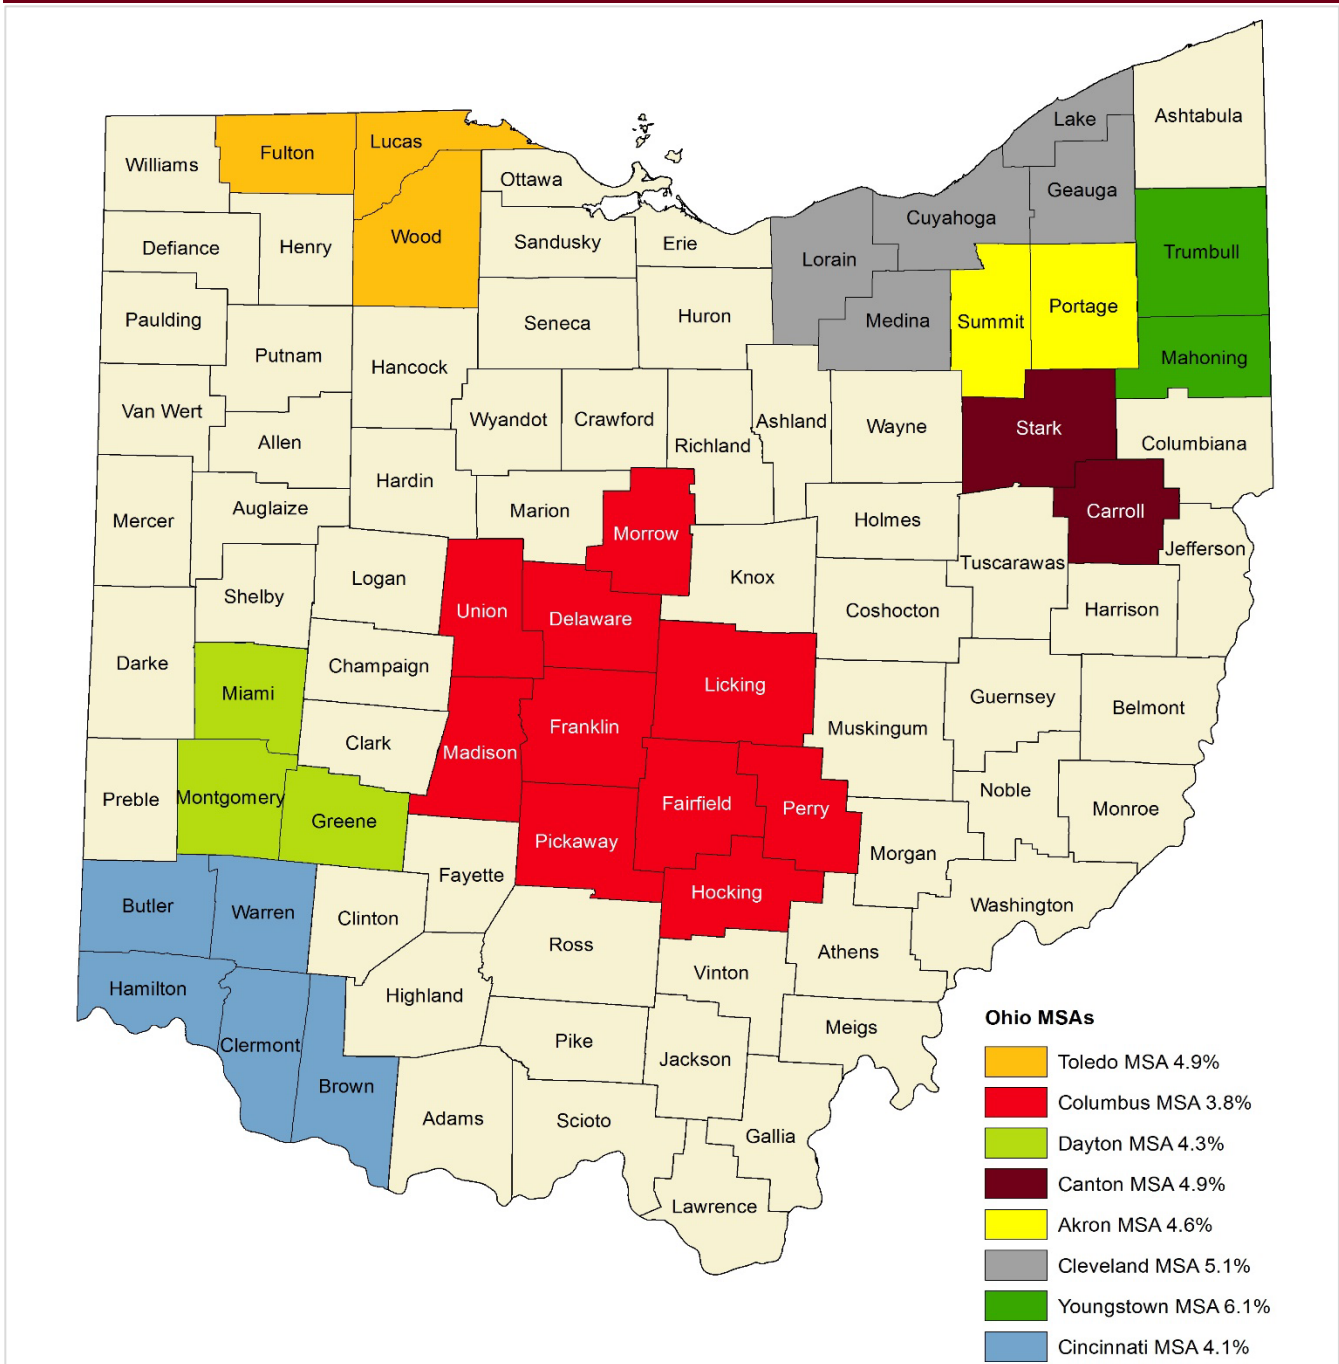 Lake
Ashtabula
Williams
Fulton
Lucas
Ottawa
Geauga
Cuyahoga
Defiance
Henry
Wood
Sandusky
Erie
Lorain
Trumbull
Paulding
Putnam
Seneca
Huron
Medina
Summit
Portage
Mahoning
Hancock
Van Wert
Allen
Wyandot
Crawford
Richland
Ashland
Wayne
Stark
Columbiana
Mercer
Auglaize
Hardin
Marion
Morrow
Holmes
Carroll
Jefferson
Tuscarawas
Shelby
Logan
Union
Delaware
Knox
Coshocton
Harrison
Darke
Miami
Champaign
Licking
Guernsey
Belmont
Clark
Madison
Franklin
Muskingum
Preble
Montgomery
Greene
Fairfield
Perry
Noble
Monroe
Pickaway
Morgan
Fayette
Hocking
Washington
Butler
Warren
Clinton
Ross
Athens
Vinton
Hamilton
Highland
Meigs
Clermont
Pike
Jackson
Brown
Adams
Scioto
Gallia
Lawrence
Ohio MSAs
Toledo MSA 4.9%
Columbus MSA 3.8%
Dayton MSA 4.3%
Canton MSA 4.9%
Akron MSA 4.6%
Cleveland MSA 5.1%
Youngstown MSA 6.1%
Cincinnati MSA 4.1%